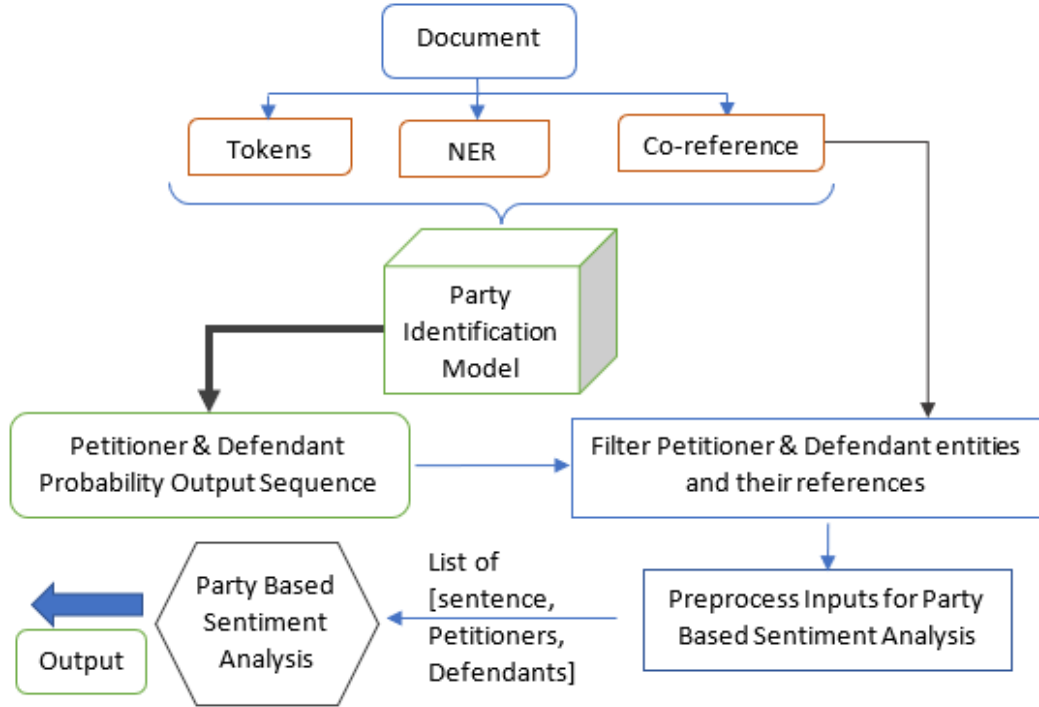 Document
Tokens
NER
Co-reference
Party
Identification
Model
Petitioner & Defendant
Probability Output Sequence
Filter Petitioner & Defendant entities
and their references
List of
[sentence,
Petitioners,
Defendants]
Party Based
Sentiment
Analysis
Preprocess Inputs for Party
Based Sentiment Analysis
Output